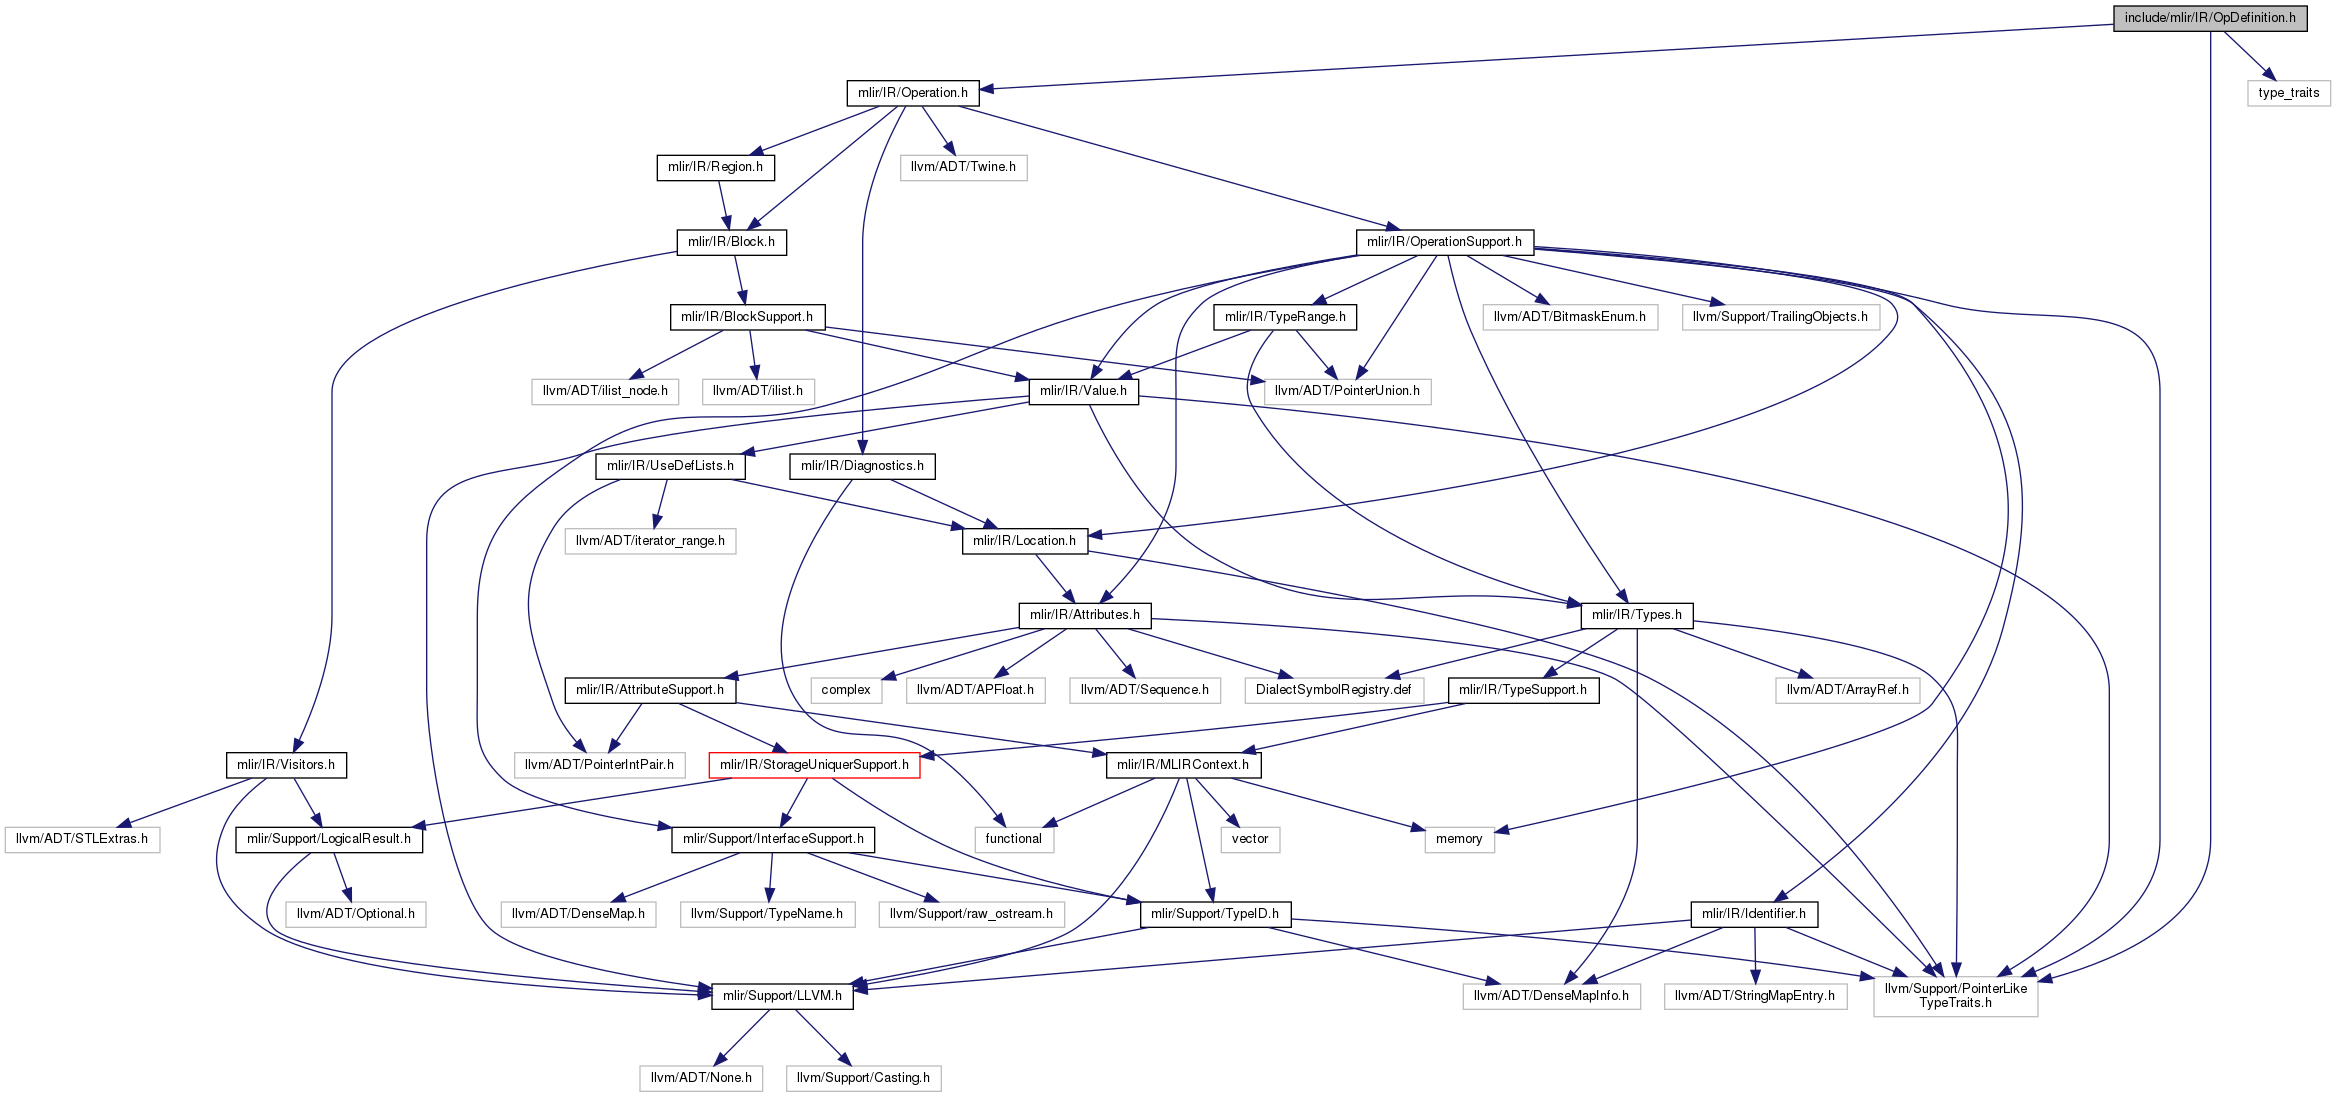 include/mlir/IR/OpDefinition.h
mlir/IR/Operation.h
type_traits
mlir/IR/Region.h
llvm/ADT/Twine.h
mlir/IR/Block.h
mlir/IR/OperationSupport.h
mlir/IR/BlockSupport.h
mlir/IR/TypeRange.h
llvm/ADT/BitmaskEnum.h
llvm/Support/TrailingObjects.h
llvm/ADT/ilist_node.h
llvm/ADT/ilist.h
mlir/IR/Value.h
llvm/ADT/PointerUnion.h
mlir/IR/UseDefLists.h
mlir/IR/Diagnostics.h
llvm/ADT/iterator_range.h
mlir/IR/Location.h
mlir/IR/Attributes.h
mlir/IR/Types.h
mlir/IR/AttributeSupport.h
complex
llvm/ADT/APFloat.h
llvm/ADT/Sequence.h
DialectSymbolRegistry.def
mlir/IR/TypeSupport.h
llvm/ADT/ArrayRef.h
mlir/IR/Visitors.h
llvm/ADT/PointerIntPair.h
mlir/IR/StorageUniquerSupport.h
mlir/IR/MLIRContext.h
llvm/ADT/STLExtras.h
mlir/Support/LogicalResult.h
mlir/Support/InterfaceSupport.h
functional
vector
memory
llvm/ADT/Optional.h
llvm/ADT/DenseMap.h
llvm/Support/TypeName.h
llvm/Support/raw_ostream.h
mlir/Support/TypeID.h
mlir/IR/Identifier.h
mlir/Support/LLVM.h
llvm/ADT/DenseMapInfo.h
llvm/ADT/StringMapEntry.h
llvm/Support/PointerLike
TypeTraits.h
llvm/ADT/None.h
llvm/Support/Casting.h